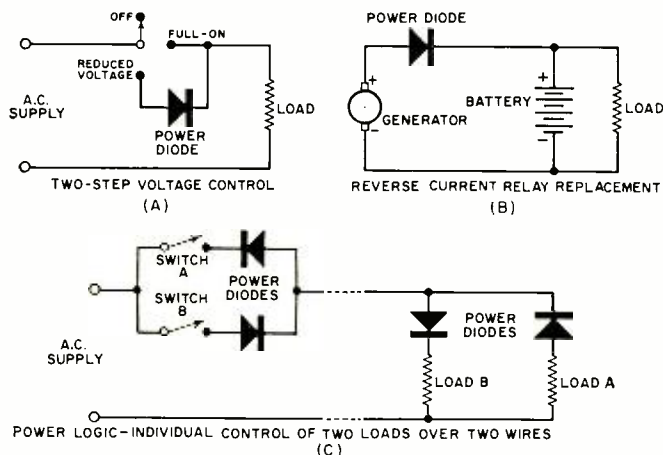 OFF
FULL-ON
REDUCED
VOLTAGE
A.C.
SUPPLY
POWER
DIODE
LOAD
TWO-STEP VOLTAGE CONTROL
(A)
POWER DIODE
+
GENERATOR
−
+
BATTERY
−
LOAD
REVERSE CURRENT RELAY REPLACEMENT
(B)
SWITCH
A
POWER
DIODES
SWITCH
B
A.C.
SUPPLY
POWER
DIODES
LOAD B
LOAD A
POWER LOGIC-INDIVIDUAL CONTROL OF TWO LOADS OVER TWO WIRES
(C)